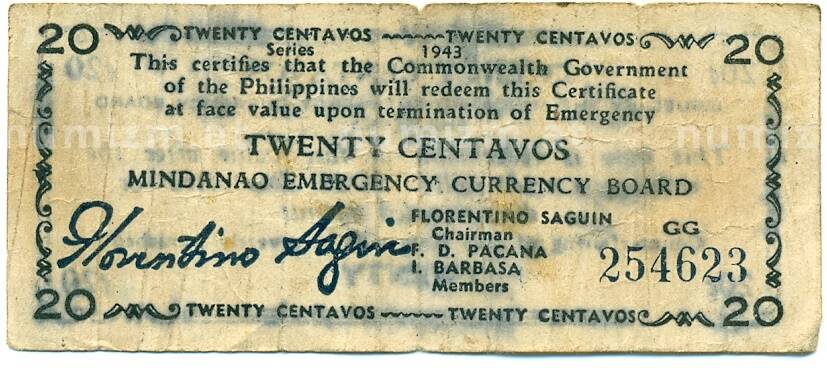 20 TWENTY CENTAVOS TWENTY CENTAVOS 20
Series 1943
This certifies that the Commonwealth Government
of the Philippines will redeem this Certificate
at face value upon termination of Emergency
TWENTY CENTAVOS
MINDANAO EMERGENCY CURRENCY BOARD
Florentino Saguin
FLORENTINO SAGUIN
Chairman
F. D. PACANA
I. BARBASA
Members
GG
254623
20 TWENTY CENTAVOS TWENTY CENTAVOS 20